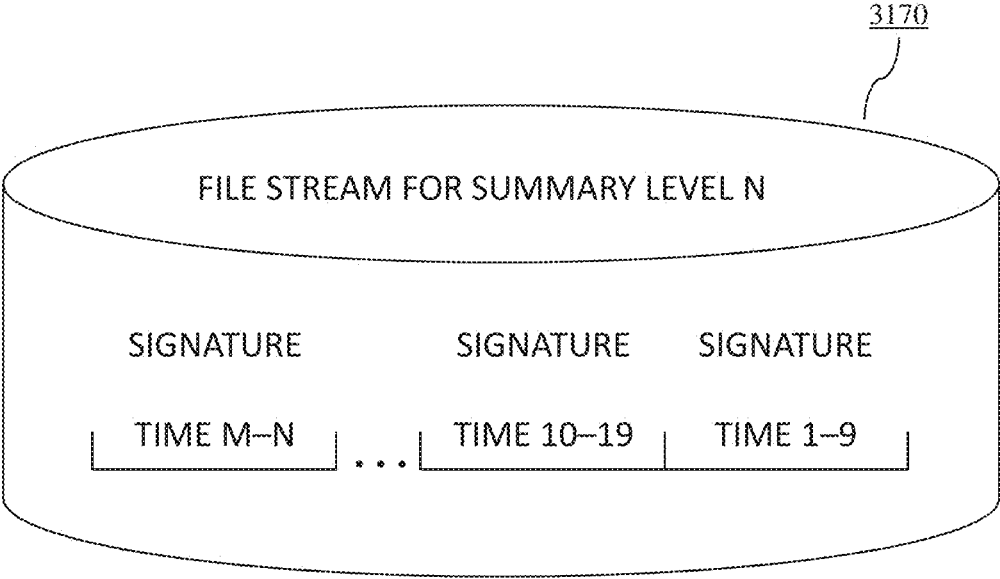 3170
FILE STREAM FOR SUMMARY LEVEL N
SIGNATURE SIGNATURE SIGNATURE
TIME M–N ... TIME 10–19 TIME 1–9